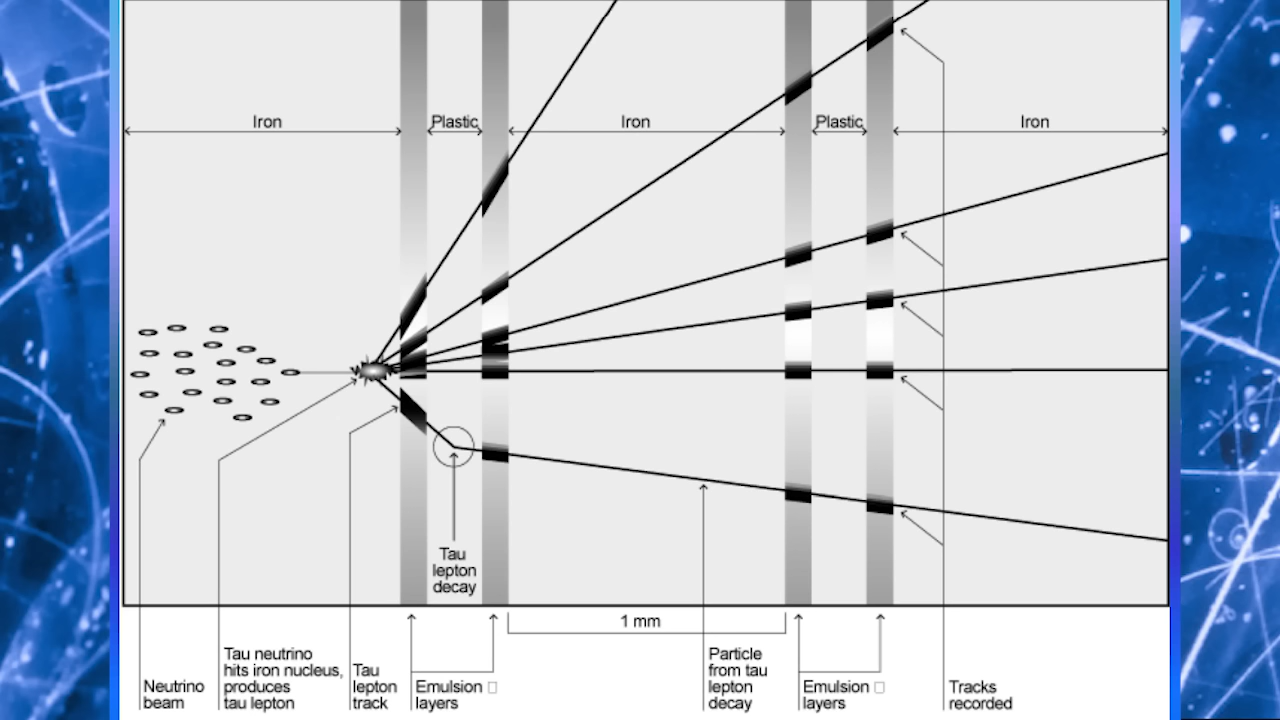 Iron
Plastic
Iron
Plastic
Iron
Tau
lepton
decay
1 mm
Neutrino
beam
Tau neutrino
hits iron nucleus,
produces
tau lepton
Tau
lepton
track
Emulsion □
layers
Particle
from tau
lepton
decay
Emulsion □
layers
Tracks
recorded